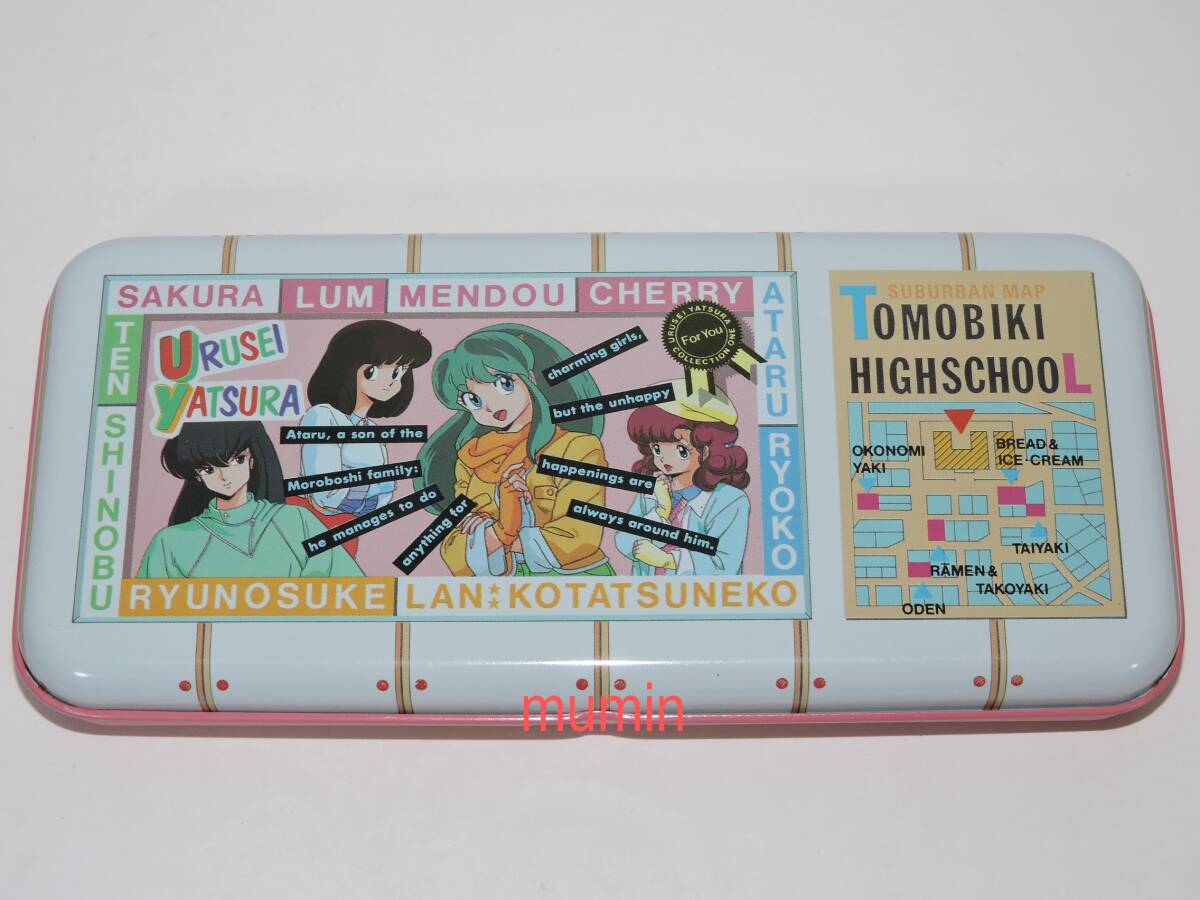 SAKURA
LUM
MENDOU
CHERRY
ATARU
RYOKO
TEN
SHINOBU
RYUNOSUKE
LAN
KOTATSUNEKO
URUSEI
YATSURA
URUSEI YATSURA
For You
COLLECTION ONE
Ataru, a son of the
Moroboshi family:
he manages to do
anything for
charming girls,
but the unhappy
happenings are
always around him.
SUBURBAN MAP
TOMOBIKI
HIGHSCHOOL
OKONOMI
YAKI
BREAD &
ICE-CREAM
TAIYAKI
RAMEN &
TAKOYAKI
ODEN
mumin